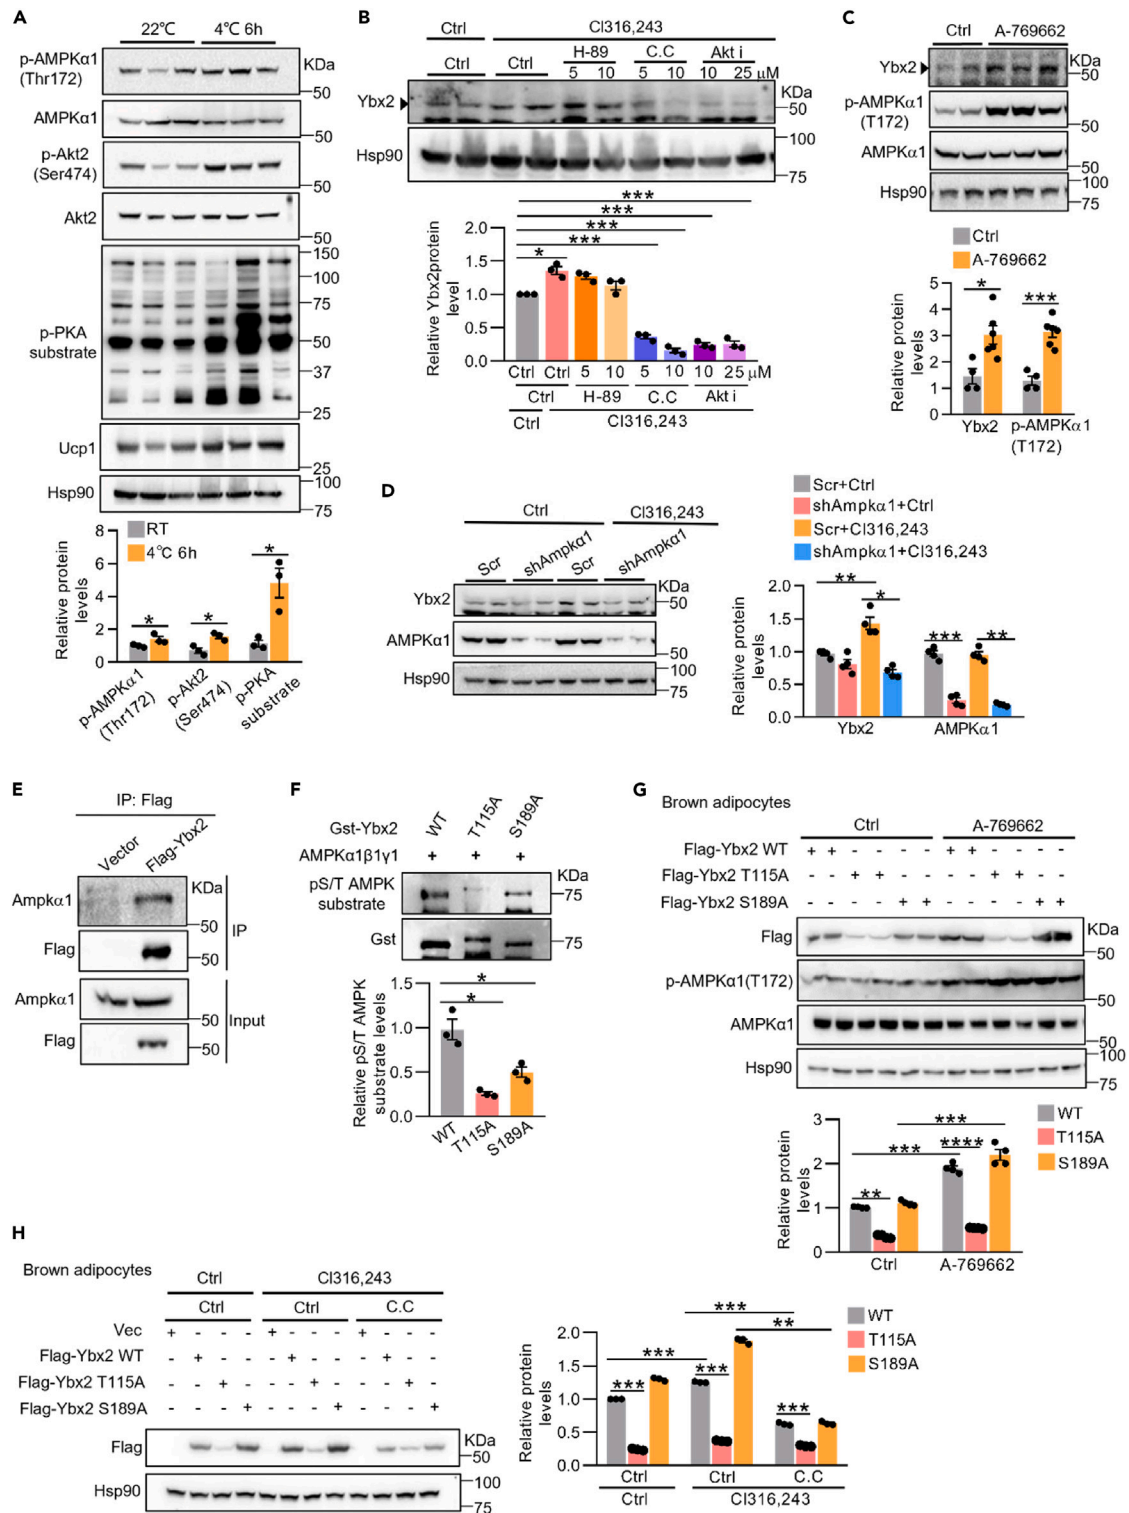 A
22℃ 4℃ 6h
p-AMPKα1
(Thr172)
KDa
50
AMPKα1
50
p-Akt2
(Ser474)
50
Akt2
50
p-PKA
substrate
150
100
75
50
37
25
Ucp1
25
Hsp90
100
75
RT
4℃ 6h
Relative protein
levels
8
6
4
2
0
* * *
p-AMPKα1
(Thr172)
p-Akt2
(Ser474)
p-PKA
substrate
B
Cl316,243
Ctrl
H-89 C.C Akt i
Ctrl Ctrl 5 10 5 10 10 25 μM
KDa
Ybx2
50
Hsp90
100
75
***
***
***
***
*
Relative Ybx2protein
level
2.0
1.5
1.0
0.5
0.0
Ctrl 5 10 5 10 10 25 μM
Ctrl H-89 C.C Akt i
Ctrl Cl316,243
C
Ctrl A-769662
KDa
Ybx2
50
p-AMPKα1
(T172)
50
AMPKα1
50
Hsp90
100
75
Ctrl
A-769662
Relative protein
levels
5
4
3
2
1
0
* ***
Ybx2 p-AMPKα1
(T172)
D
Ctrl Cl316,243
Scr shAmpkα1 Scr shAmpkα1
KDa
Ybx2
50
AMPKα1
50
Hsp90
100
75
Scr+Ctrl
shAmpkα1+Ctrl
Scr+Cl316,243
shAmpkα1+Cl316,243
Relative protein
levels
2.0
1.5
1.0
0.5
0.0
** * *** **
Ybx2 AMPKα1
E
IP: Flag
Vector Flag-Ybx2
KDa
Ampkα1
50
Flag
50
IP
Ampkα1
50
Flag
50
Input
F
Gst-Ybx2 WT T115A S189A
AMPKα1β1γ1 + + +
KDa
pS/T AMPK
substrate
75
Gst
75
Relative pS/T AMPK
substrate levels
1.5
1.0
0.5
0.0
*
*
WT T115A S189A
G
Brown adipocytes
Ctrl A-769662
Flag-Ybx2 WT + + - - - - + + - - - -
Flag-Ybx2 T115A - - + + - - - - + + - -
Flag-Ybx2 S189A - - - - + + - - - - + +
KDa
Flag
50
p-AMPKα1(T172)
50
AMPKα1
50
Hsp90
100
75
WT
T115A
S189A
Relative protein
levels
3
2
1
0
***
*** ****
**
Ctrl A-769662
H
Brown adipocytes
Ctrl Cl316,243
Ctrl Ctrl C.C
Vec + - - - + - - - + - - -
Flag-Ybx2 WT - + - - - + - - - + - -
Flag-Ybx2 T115A - - + - - - + - - - + -
Flag-Ybx2 S189A - - - + - - - + - - - +
KDa
Flag
50
Hsp90
100
75
WT
T115A
S189A
Relative protein
levels
2.0
1.5
1.0
0.5
0.0
***
**
***
*** *** ***
Ctrl Ctrl C.C
Ctrl Cl316,243